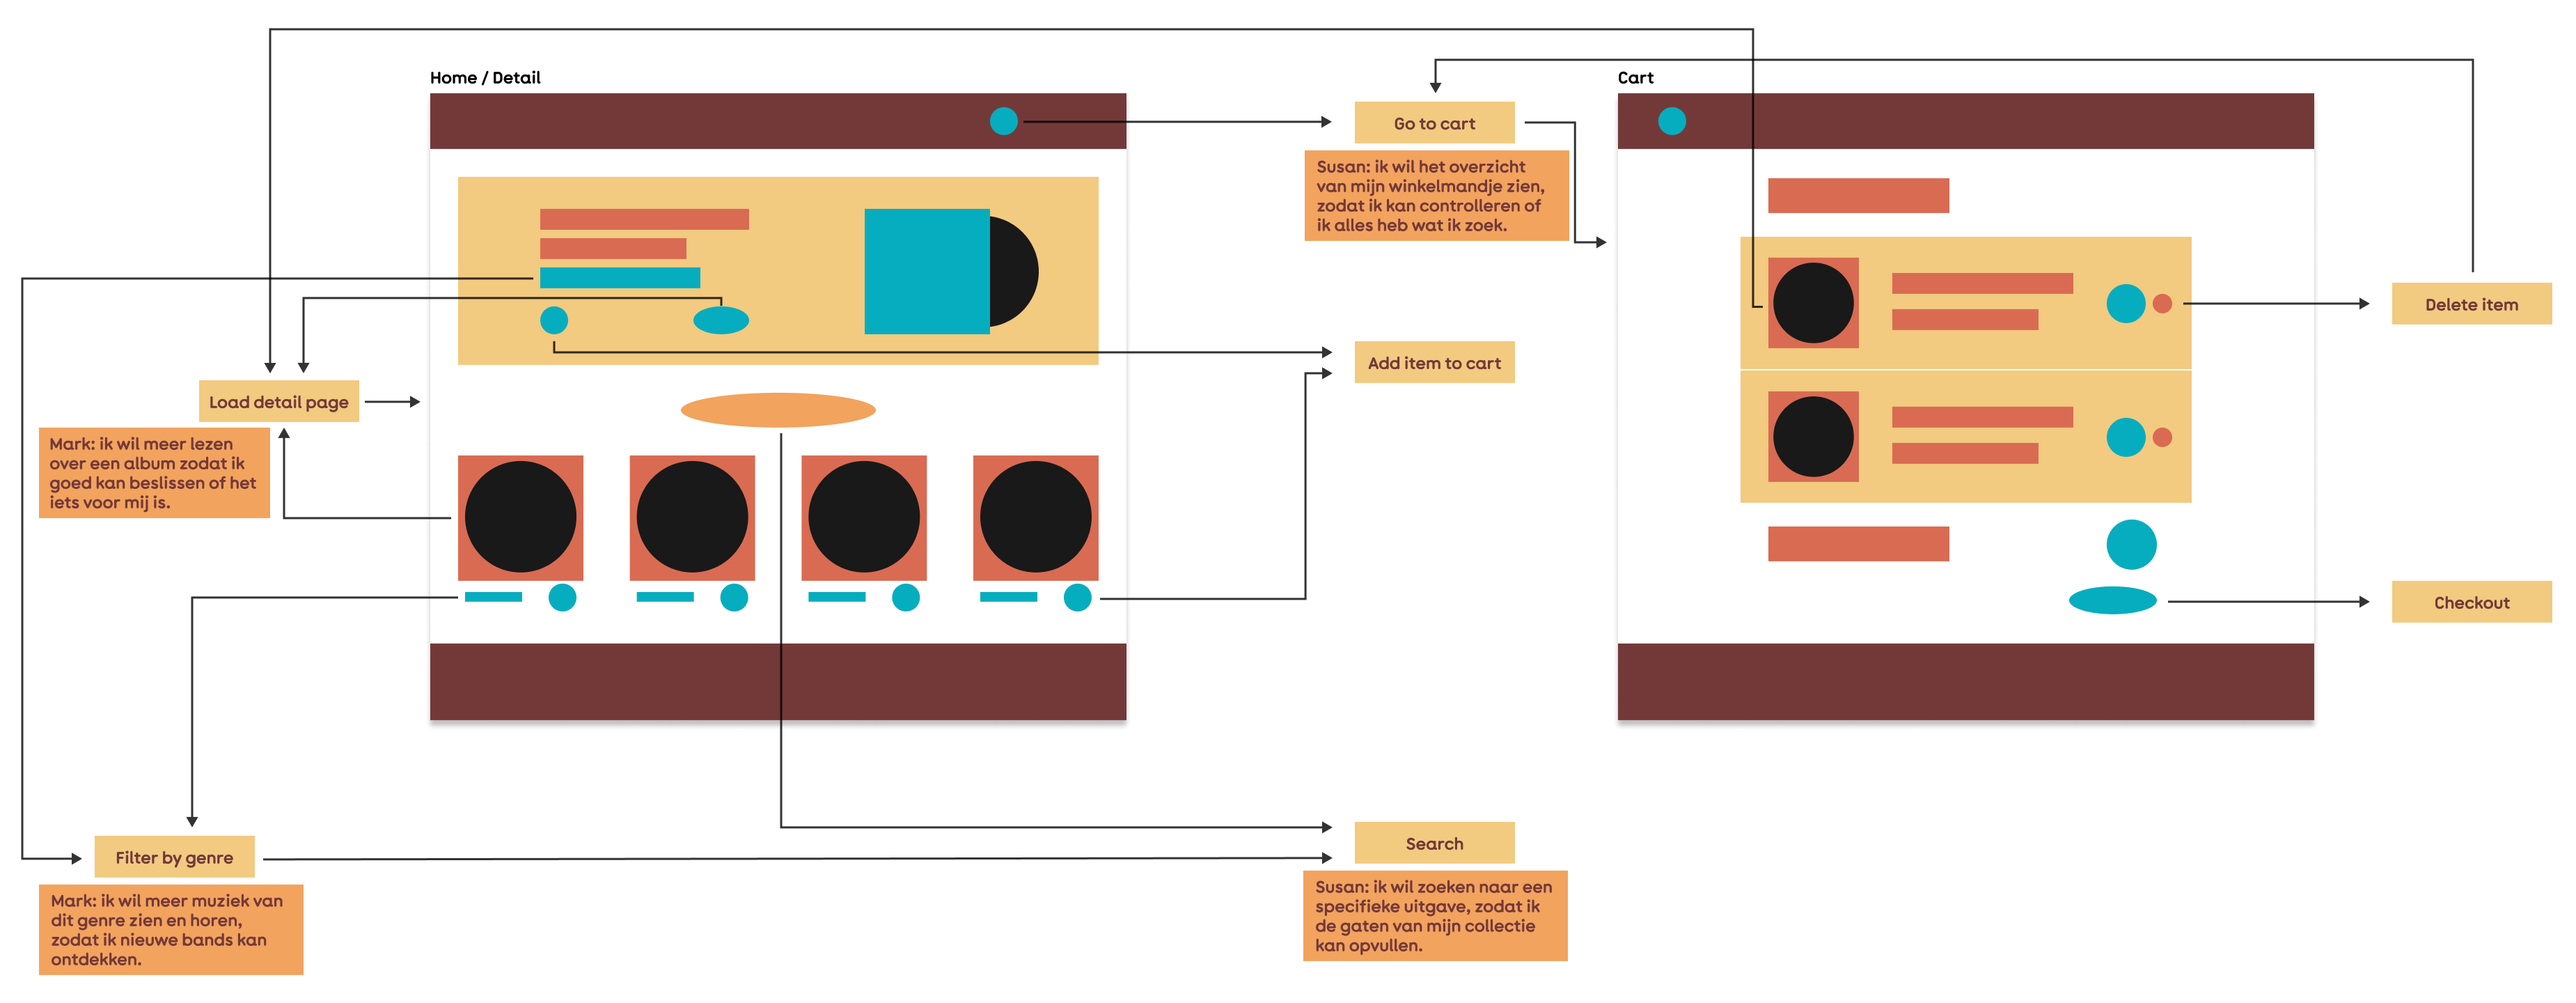 Home / Detail
Cart
Go to cart
Susan: ik wil het overzicht
van mijn winkelmandje zien,
zodat ik kan controlleren of
ik alles heb wat ik zoek.
Delete item
Add item to cart
Load detail page
Mark: ik wil meer lezen
over een album zodat ik
goed kan beslissen of het
iets voor mij is.
Checkout
Filter by genre
Mark: ik wil meer muziek van
dit genre zien en horen,
zodat ik nieuwe bands kan
ontdekken.
Search
Susan: ik wil zoeken naar een
specifieke uitgave, zodat ik
de gaten van mijn collectie
kan opvullen.